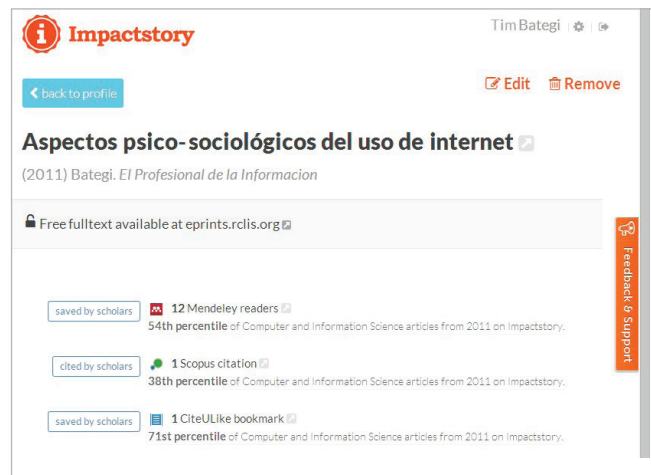 Impactstory
Tim Bategi
back to profile
Edit Remove
Aspectos psico-sociológicos del uso de internet
(2011) Bategi. El Profesional de la Informacion
Free fulltext available at eprints.rclis.org
saved by scholars 12 Mendeley readers
54th percentile of Computer and Information Science articles from 2011 on Impactstory.
cited by scholars 1 Scopus citation
38th percentile of Computer and Information Science articles from 2011 on Impactstory.
saved by scholars 1 CiteULike bookmark
71st percentile of Computer and Information Science articles from 2011 on Impactstory.
Feedback & Support